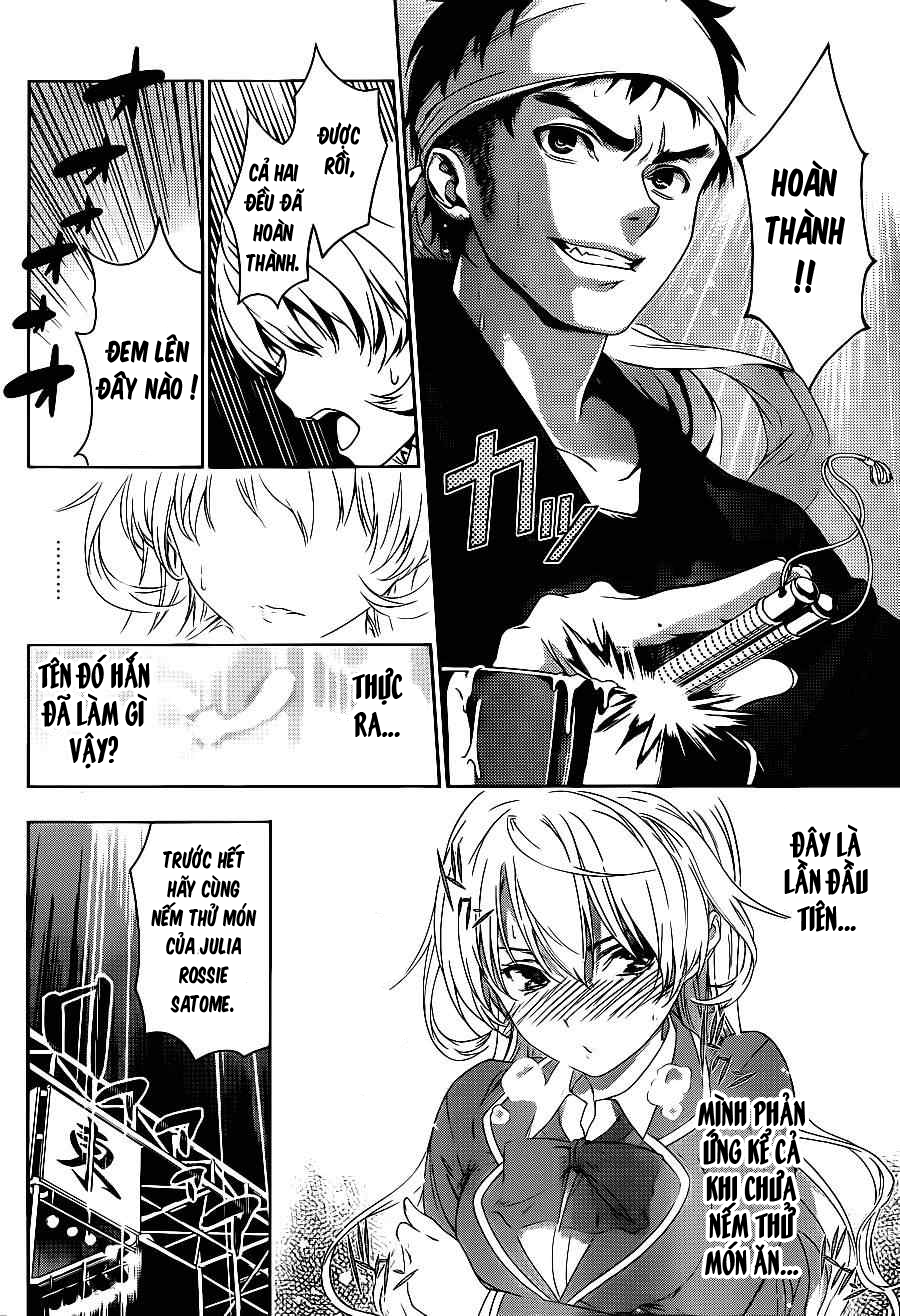 HOÀN
THÀNH
!!
カッ
ĐƯỢC
RỒI,
CẢ HAI
ĐỀU ĐÃ
HOÀN
THÀNH.
ĐEM LÊN
ĐÂY NÀO !
.........
THỰC
RA...
TÊN ĐÓ HẮN
ĐÃ LÀM GÌ
VẬY?
ĐÂY LÀ
LẦN ĐẦU
TIÊN...
MÌNH PHẢN
ỨNG KỂ CẢ
KHI CHƯA
NẾM THỬ
MÓN ĂN...
TRƯỚC HẾT
HÃY CÙNG
NẾM THỬ MÓN
CỦA JULIA
ROSSIE
SATOME.